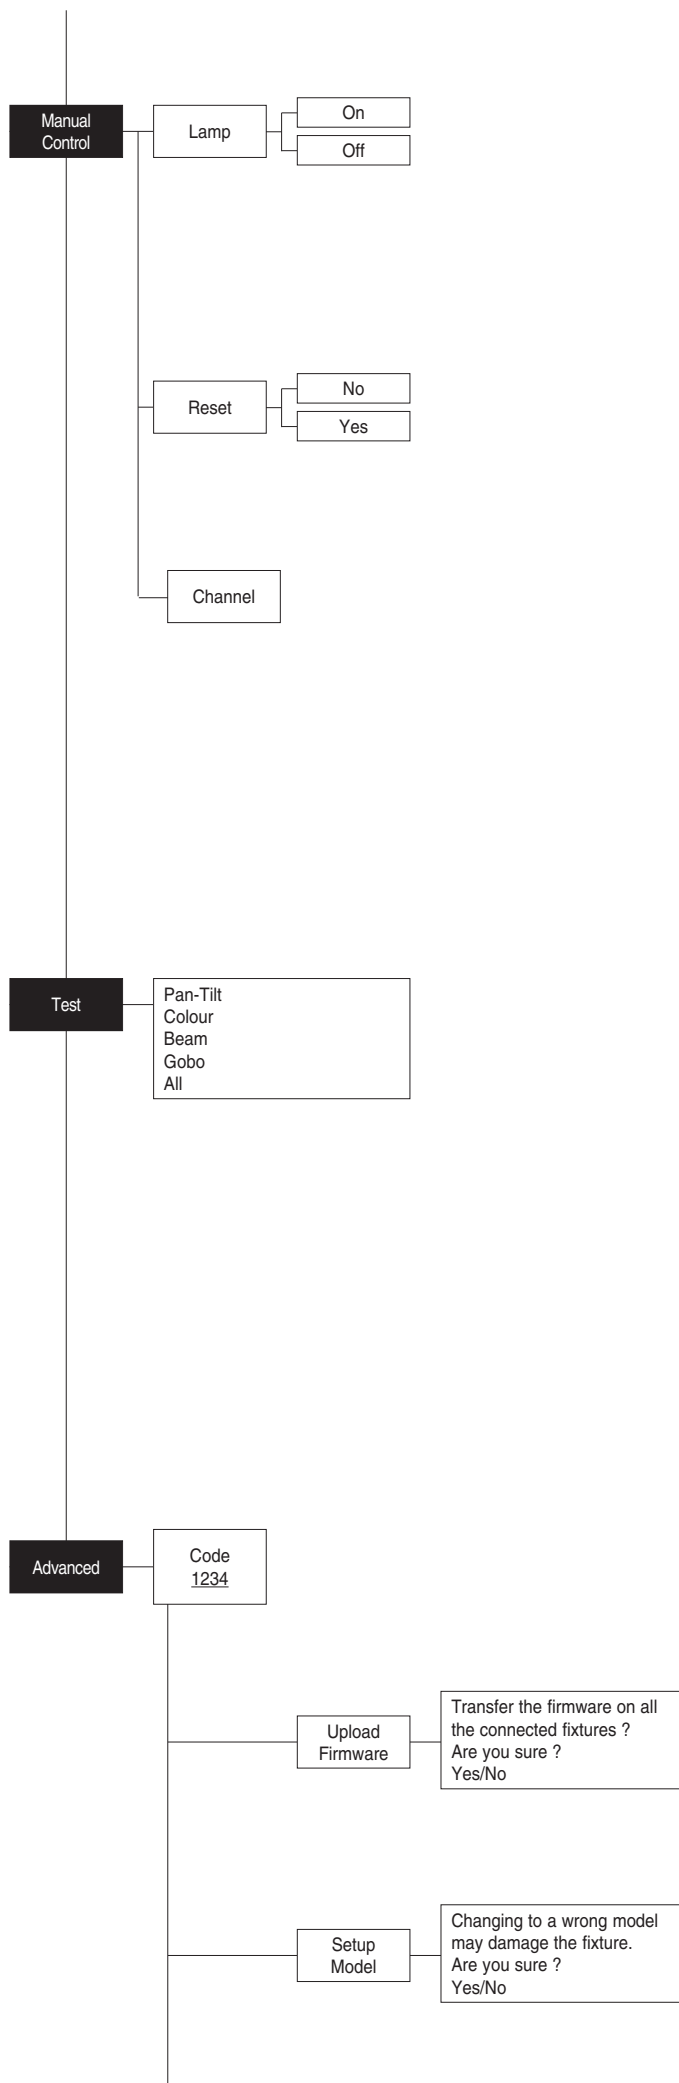 Manual
Control
Lamp
On
Off
Reset
No
Yes
Channel
Test
Pan-Tilt
Colour
Beam
Gobo
All
Advanced
Code
1234
Upload
Firmware
Transfer the firmware on all
the connected fixtures ?
Are you sure ?
Yes/No
Setup
Model
Changing to a wrong model
may damage the fixture.
Are you sure ?
Yes/No